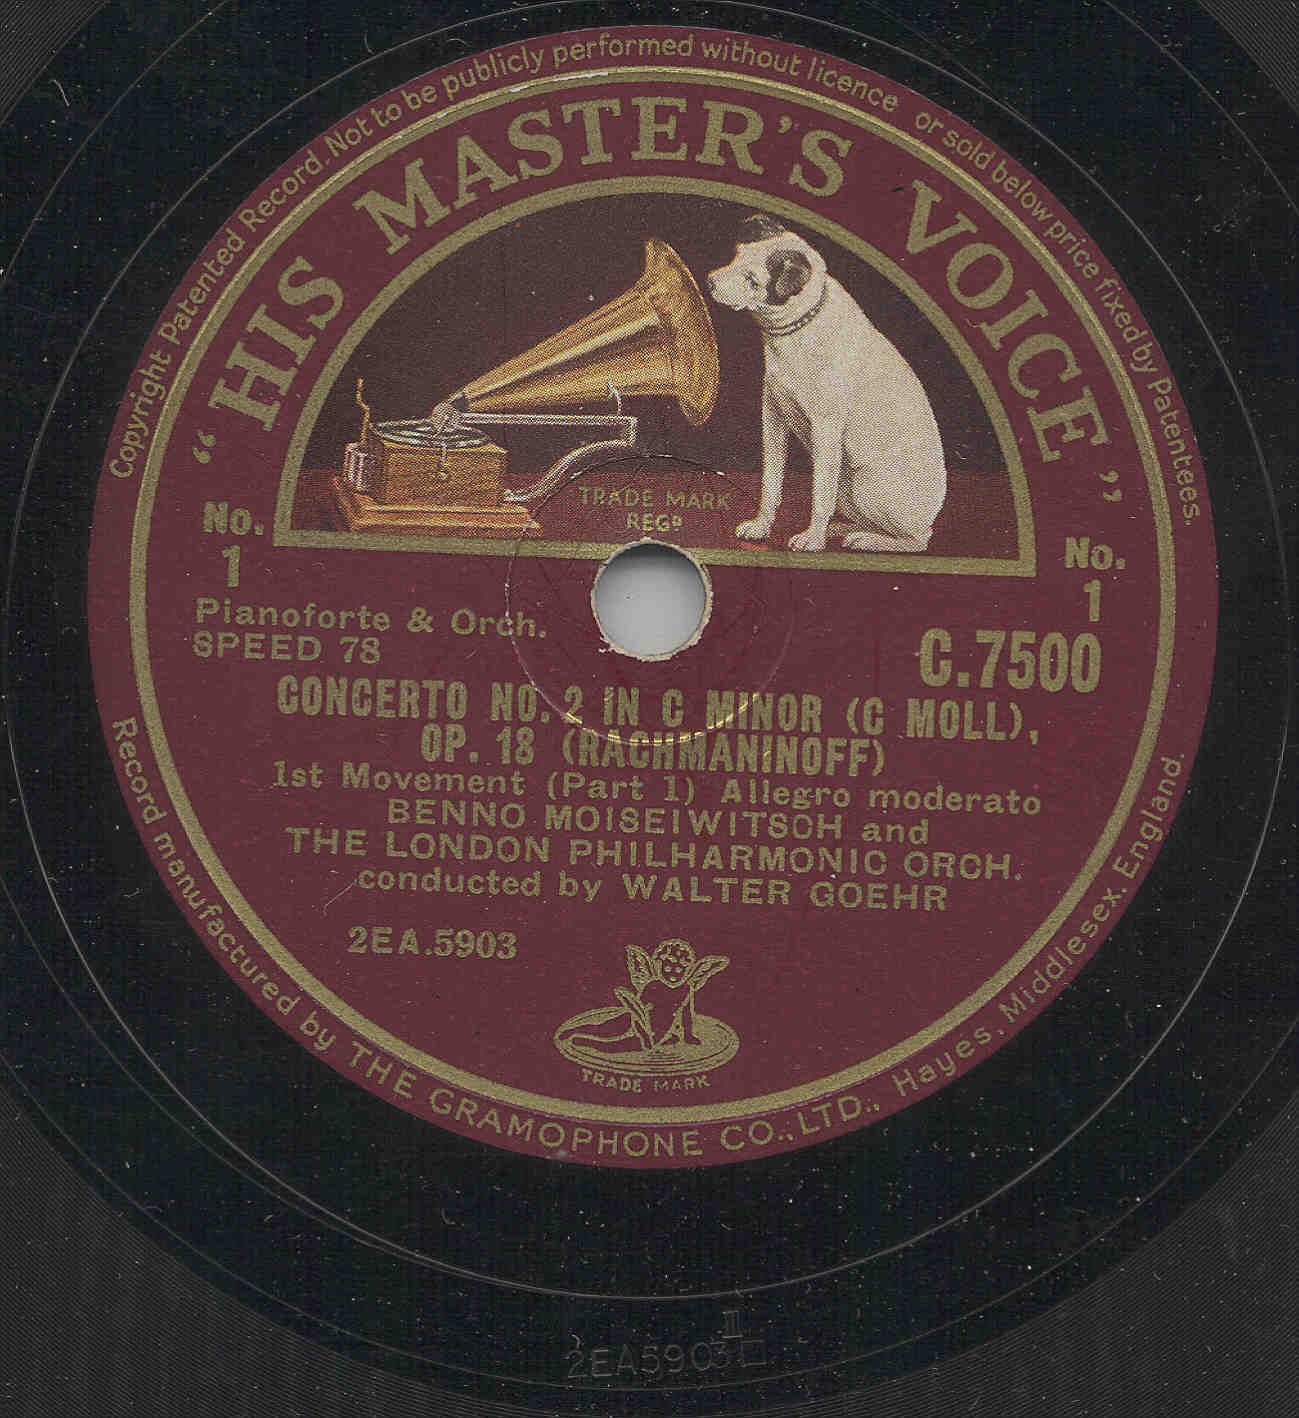 Copyright Patented Record. Not to be publicly performed without licence or sold below price fixed by Patentees.
"HIS MASTER'S VOICE"
TRADE MARK
REGD
No.
1
No.
1
Pianoforte & Orch.
SPEED 78
C.7500
CONCERTO NO. 2 IN C MINOR (C MOLL),
OP. 18 (RACHMANINOFF)
1st Movement (Part 1) Allegro moderato
BENNO MOISEIWITSCH and
THE LONDON PHILHARMONIC ORCH.
conducted by WALTER GOEHR
2EA.5903
TRADE MARK
Record manufactured by THE GRAMOPHONE CO., LTD., Hayes. Middlesex. England.
II
2EA5903